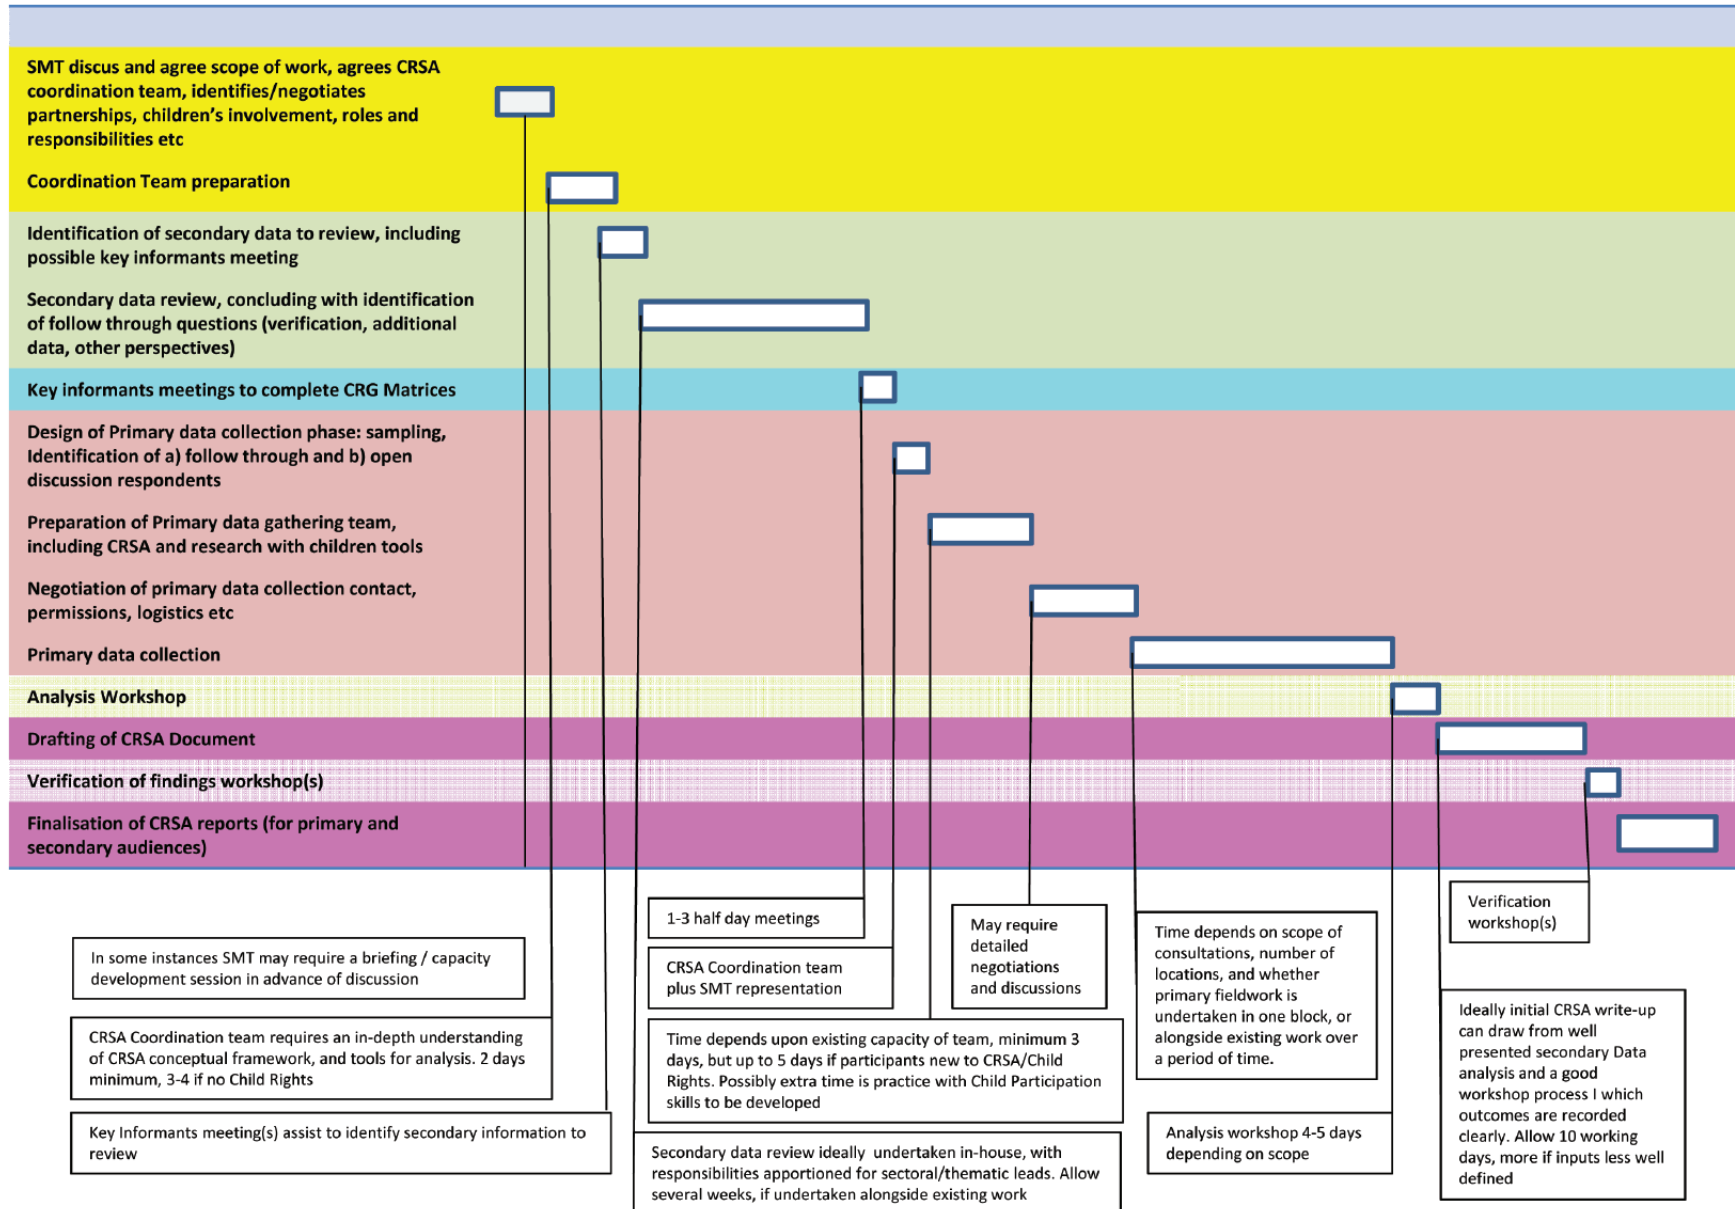 SMT discus and agree scope of work, agrees CRSA
coordination team, identifies/negotiates
partnerships, children's involvement, roles and
responsibilities etc
Coordination Team preparation
Identification of secondary data to review, including
possible key informants meeting
Secondary data review, concluding with identification
of follow through questions (verification, additional
data, other perspectives)
Key informants meetings to complete CRG Matrices
Design of Primary data collection phase: sampling,
Identification of a) follow through and b) open
discussion respondents
Preparation of Primary data gathering team,
including CRSA and research with children tools
Negotiation of primary data collection contact,
permissions, logistics etc
Primary data collection
Analysis Workshop
Drafting of CRSA Document
Verification of findings workshop(s)
Finalisation of CRSA reports (for primary and
secondary audiences)
In some instances SMT may require a briefing / capacity
development session in advance of discussion
CRSA Coordination team requires an in-depth understanding
of CRSA conceptual framework, and tools for analysis. 2 days
minimum, 3-4 if no Child Rights
Key Informants meeting(s) assist to identify secondary information to
review
1-3 half day meetings
CRSA Coordination team
plus SMT representation
Time depends upon existing capacity of team, minimum 3
days, but up to 5 days if participants new to CRSA/Child
Rights. Possibly extra time is practice with Child Participation
skills to be developed
Secondary data review ideally undertaken in-house, with
responsibilities apportioned for sectoral/thematic leads. Allow
several weeks, if undertaken alongside existing work
May require
detailed
negotiations
and discussions
Time depends on scope of
consultations, number of
locations, and whether
primary fieldwork is
undertaken in one block, or
alongside existing work over
a period of time.
Analysis workshop 4-5 days
depending on scope
Verification
workshop(s)
Ideally initial CRSA write-up
can draw from well
presented secondary Data
analysis and a good
workshop process I which
outcomes are recorded
clearly. Allow 10 working
days, more if inputs less well
defined